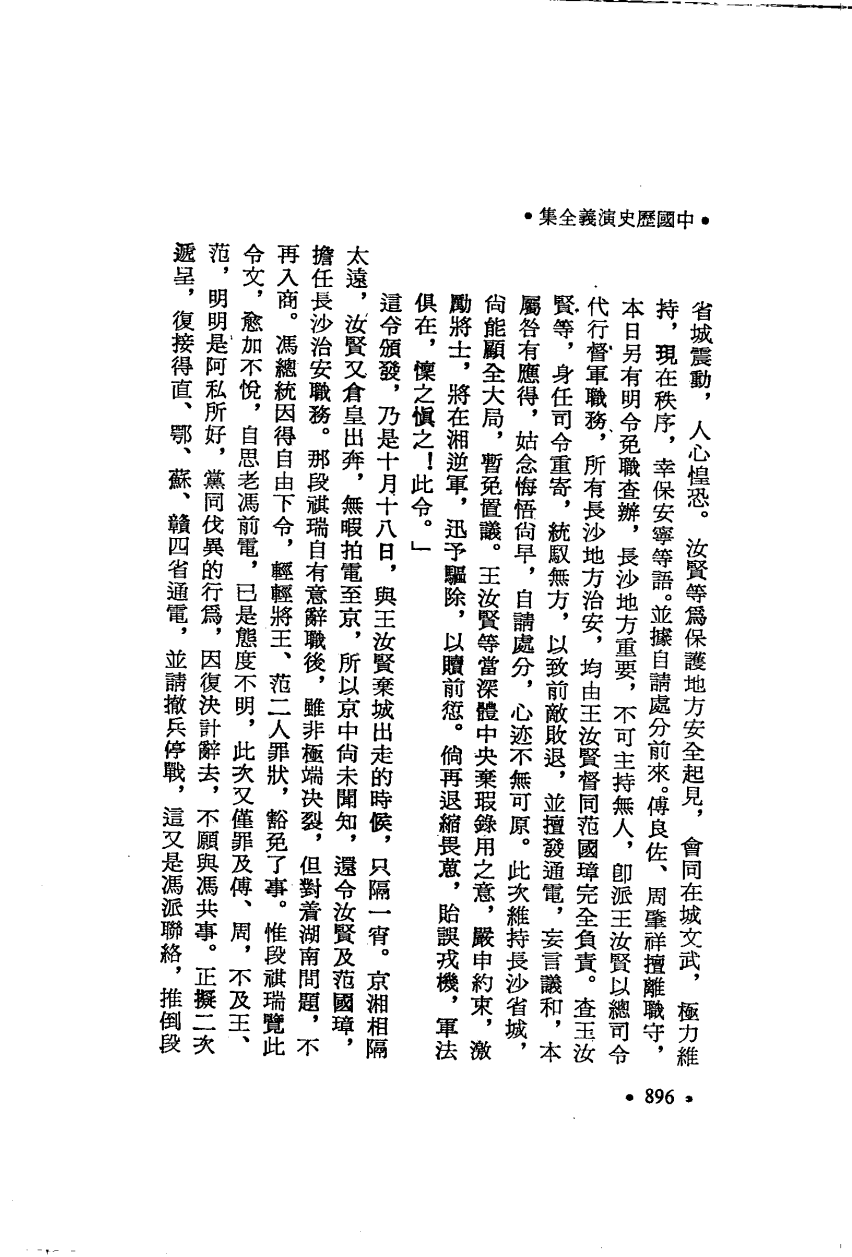 •集全義演史歷國中•
省城震動，人心惶恐。汝賢等爲保護地方安全起見，會同在城文武，極力維
持，現在秩序，幸保安寧等語。並據自請處分前來。傅良佐、周肇祥擅離職守，
本日另有明令免職查辦，長沙地方重要，不可主持無人，卽派王汝賢以總司令
代行督軍職務，所有長沙地方治安，均由王汝賢督同范國璋完全負責。查王汝
賢等，身任司令重寄，統馭無方，以致前敵敗退，並擅發通電，妄言議和，本
屬咎有應得，姑念悔悟尙早，自請處分，心迹不無可原。此次維持長沙省城，
尙能顧全大局，暫免置議。王汝賢等當深體中央棄瑕錄用之意，嚴申約束，激
勵將士，將在湘逆軍，迅予驅除，以贖前愆。倘再退縮畏葸，貽誤戎機，軍法
俱在，懍之愼之！此令。」
這令頒發，乃是十月十八日，與王汝賢棄城出走的時候，只隔一宵。京湘相隔
太遠，汝賢又倉皇出奔，無暇拍電至京，所以京中尙未聞知，還令汝賢及范國璋，
擔任長沙治安職務。那段祺瑞自有意辭職後，雖非極端决裂，但對着湖南問題，不
再入商。馮總統因得自由下令，輕輕將王、范二人罪狀，豁免了事。惟段祺瑞覽此
令文，愈加不悅，自思老馮前電，已是態度不明，此次又僅罪及傅、周，不及王、
范，明明是阿私所好，黨同伐異的行爲，因復決計辭去，不願與馮共事。正擬二次
遞呈，復接得直、鄂、蘇、贛四省通電，並請撤兵停戰，這又是馮派聯絡，推倒段
• 896 •